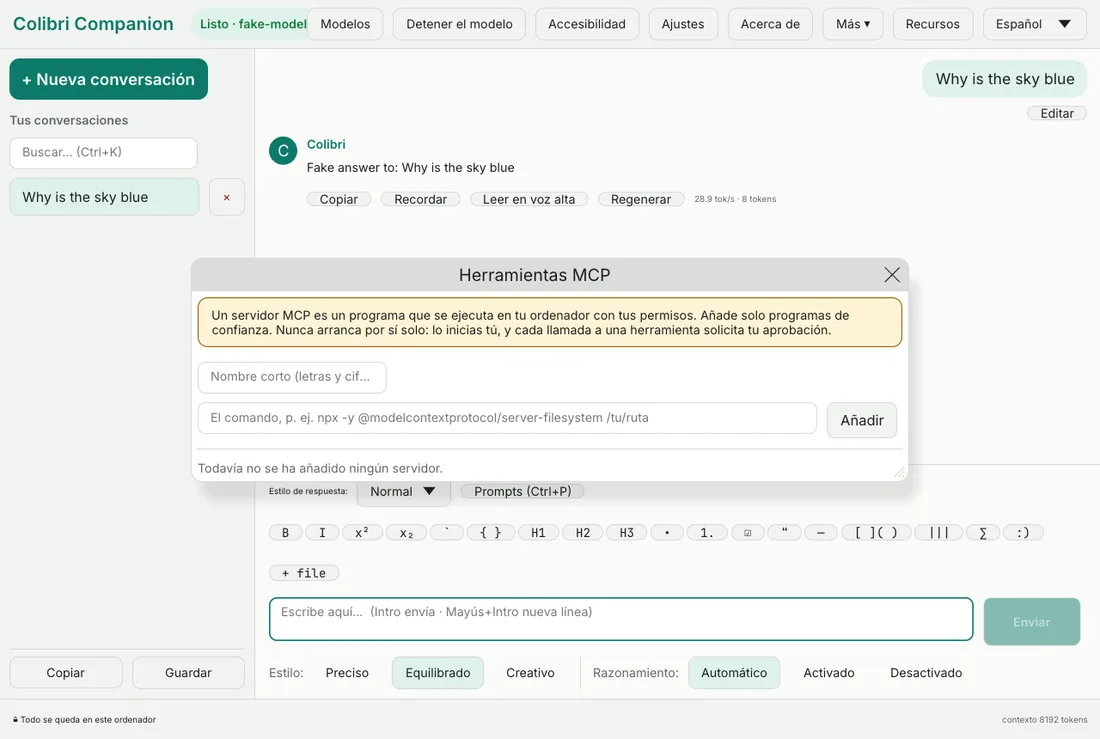 Colibri Companion
Listo · fake-model
Modelos
Detener el modelo
Accesibilidad
Ajustes
Acerca de
Más ▾
Recursos
Español ▼
+ Nueva conversación
Tus conversaciones
Buscar... (Ctrl+K)
Why is the sky blue
×
Why is the sky blue
Editar
C
Colibri
Fake answer to: Why is the sky blue
Copiar
Recordar
Leer en voz alta
Regenerar
28.9 tok/s · 8 tokens
Herramientas MCP
Un servidor MCP es un programa que se ejecuta en tu ordenador con tus permisos. Añade solo programas de
confianza. Nunca arranca por sí solo: lo inicias tú, y cada llamada a una herramienta solicita tu aprobación.
Nombre corto (letras y cif...
El comando, p. ej. npx -y @modelcontextprotocol/server-filesystem /tu/ruta
Añadir
Todavía no se ha añadido ningún servidor.
Estilo de respuesta:
Normal ▼
Prompts (Ctrl+P)
B
I
x²
x₂
`
{ }
H1
H2
H3
•
1.
☑
“
—
[ ]( )
|||
∑
:)
+ file
Escribe aquí... (Intro envía · Mayús+Intro nueva línea)
Enviar
Copiar
Guardar
Estilo:
Preciso
Equilibrado
Creativo
Razonamiento:
Automático
Activado
Desactivado
Todo se queda en este ordenador
contexto 8192 tokens